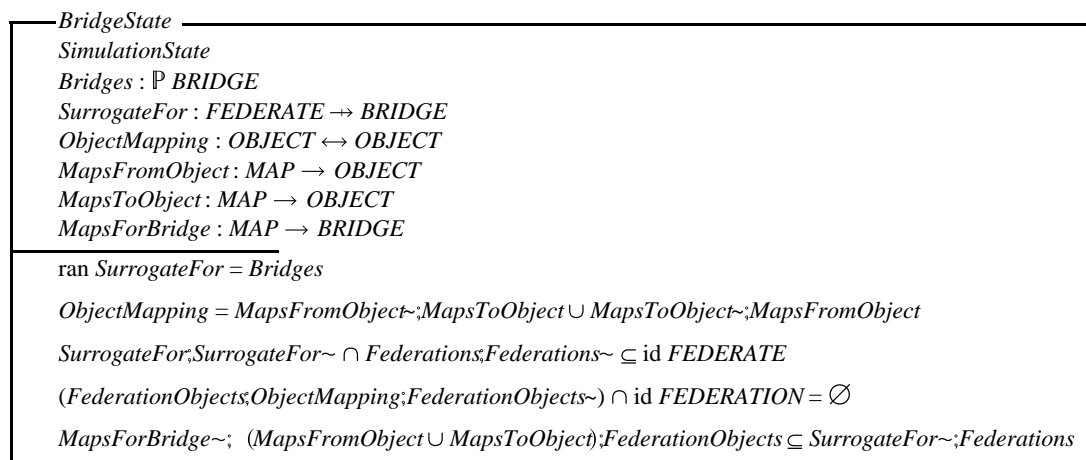 BridgeState
SimulationState
Bridges : ℙ BRIDGE
SurrogateFor : FEDERATE ⇸ BRIDGE
ObjectMapping : OBJECT ↔ OBJECT
MapsFromObject : MAP → OBJECT
MapsToObject : MAP → OBJECT
MapsForBridge : MAP → BRIDGE
ran SurrogateFor = Bridges
ObjectMapping = MapsFromObject~;MapsToObject ∪ MapsToObject~;MapsFromObject
SurrogateFor;SurrogateFor~ ∩ Federations;Federations~ ⊆ id FEDERATE
(FederationObjects;ObjectMapping;FederationObjects~) ∩ id FEDERATION = ∅
MapsForBridge~; (MapsFromObject ∪ MapsToObject);FederationObjects ⊆ SurrogateFor~;Federations